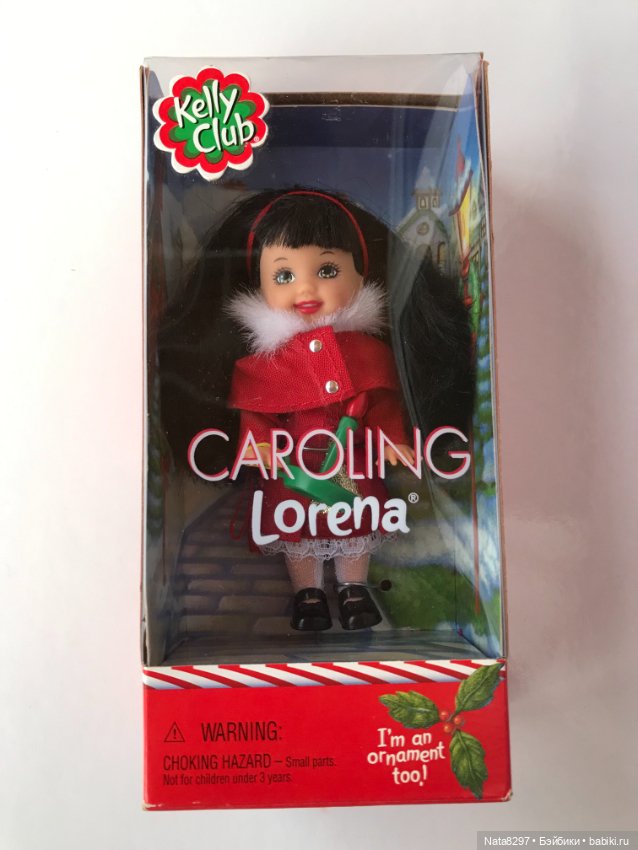 Kelly
Club
CAROLING
Lorena®
WARNING:
CHOKING HAZARD – Small parts.
Not for children under 3 years.
I'm an
ornament
too!
Nata8297 • Бэйбики • babiki.ru